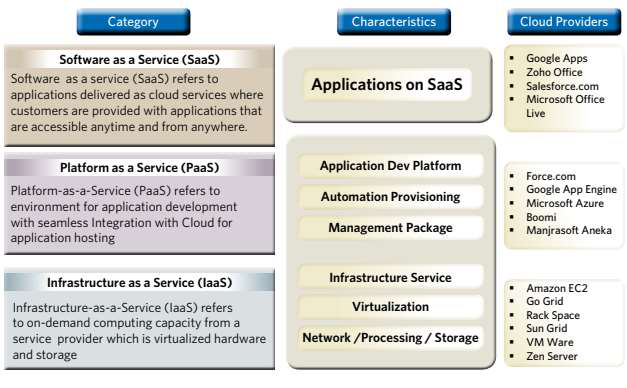 Category
Characteristics
Cloud Providers
Software as a Service (SaaS)
Software as a service (SaaS) refers to
applications delivered as cloud services where
customers are provided with applications that
are accessible anytime and from anywhere.
Applications on SaaS
Google Apps
Zoho Office
Salesforce.com
Microsoft Office
Live
Platform as a Service (PaaS)
Platform-as-a-Service (PaaS) refers to
environment for application development
with seamless Integration with Cloud for
application hosting
Application Dev Platform
Automation Provisioning
Management Package
Force.com
Google App Engine
Microsoft Azure
Boomi
Manjrasoft Aneka
Infrastructure as a Service (IaaS)
Infrastructure-as-a-Service (IaaS) refers
to on-demand computing capacity from a
service provider which is virtualized hardware
and storage
Infrastructure Service
Virtualization
Network /Processing / Storage
Amazon EC2
Go Grid
Rack Space
Sun Grid
VM Ware
Zen Server